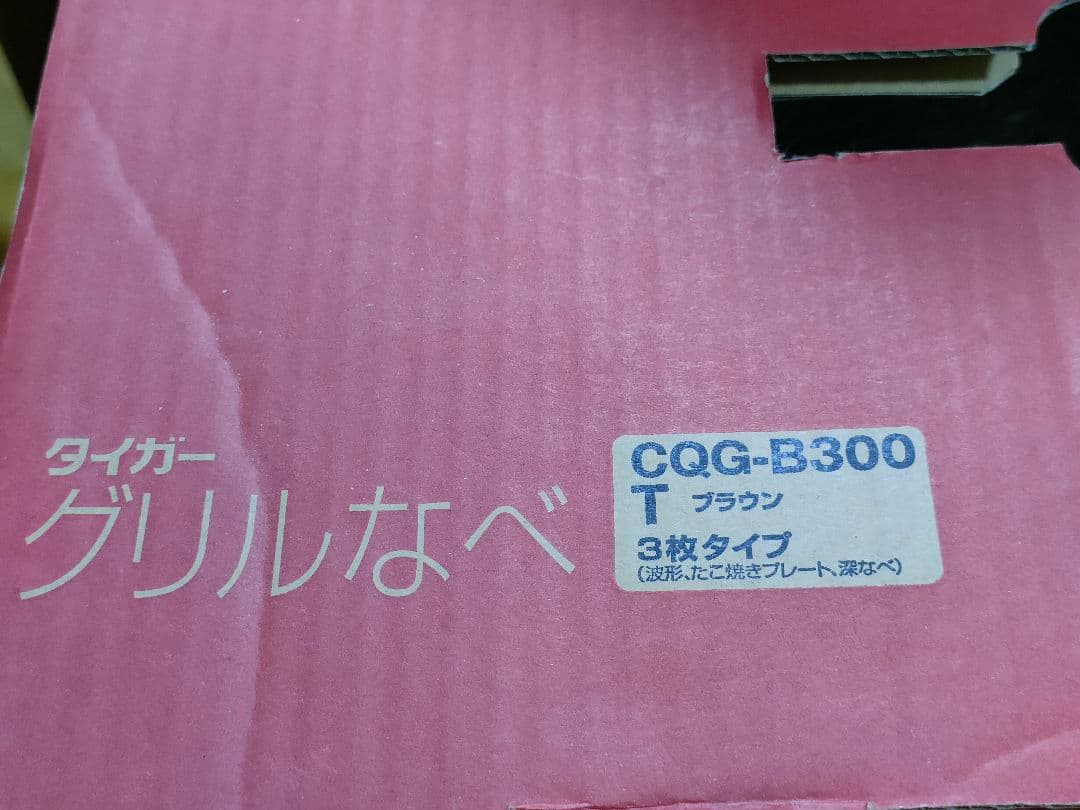 タイガー
グリルなべ
CQG-B300
T ブラウン
3枚タイプ
(波形、たこ焼きプレート、深なべ)